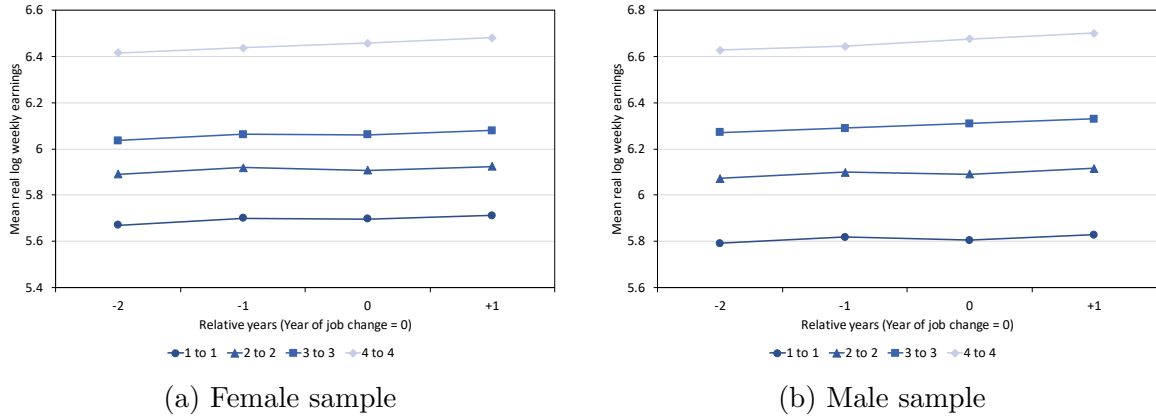 6.6
6.4
6.2
6
5.8
5.6
5.4
Mean real log weekly earnings
-2 -1 0 +1
Relative years (Year of job change = 0)
1 to 1 2 to 2 3 to 3 4 to 4
(a) Female sample
6.8
6.6
6.4
6.2
6
5.8
5.6
Mean real log weekly earnings
-2 -1 0 +1
Relative years (Year of job change = 0)
1 to 1 2 to 2 3 to 3 4 to 4
(b) Male sample